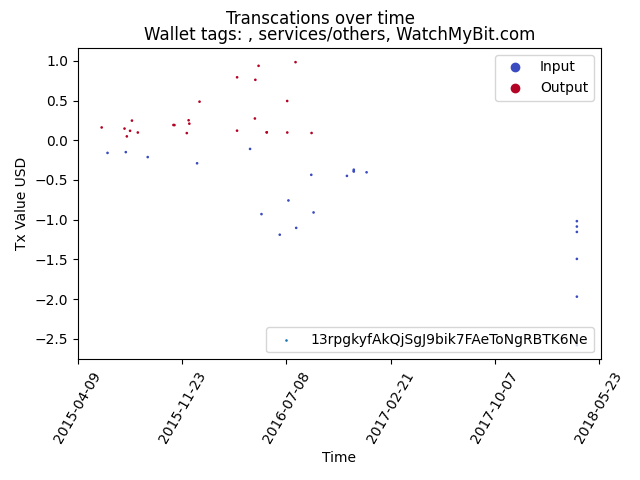 Transcations over time
Wallet tags: , services/others, WatchMyBit.com
Input
Output
1.0
0.5
0.0
−0.5
−1.0
−1.5
−2.0
−2.5
Tx Value USD
13rpgkyfAkQjSgJ9bik7FAeToNgRBTK6Ne
2015-04-09
2015-11-23
2016-07-08
2017-02-21
2017-10-07
2018-05-23
Time